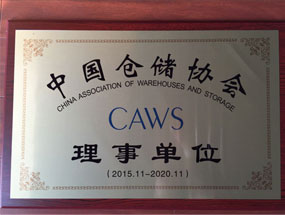 中国仓储协会
CHINA ASSOCIATION OF WAREHOUSES AND STORAGE
CAWS
理事单位
(2015.11-2020.11)